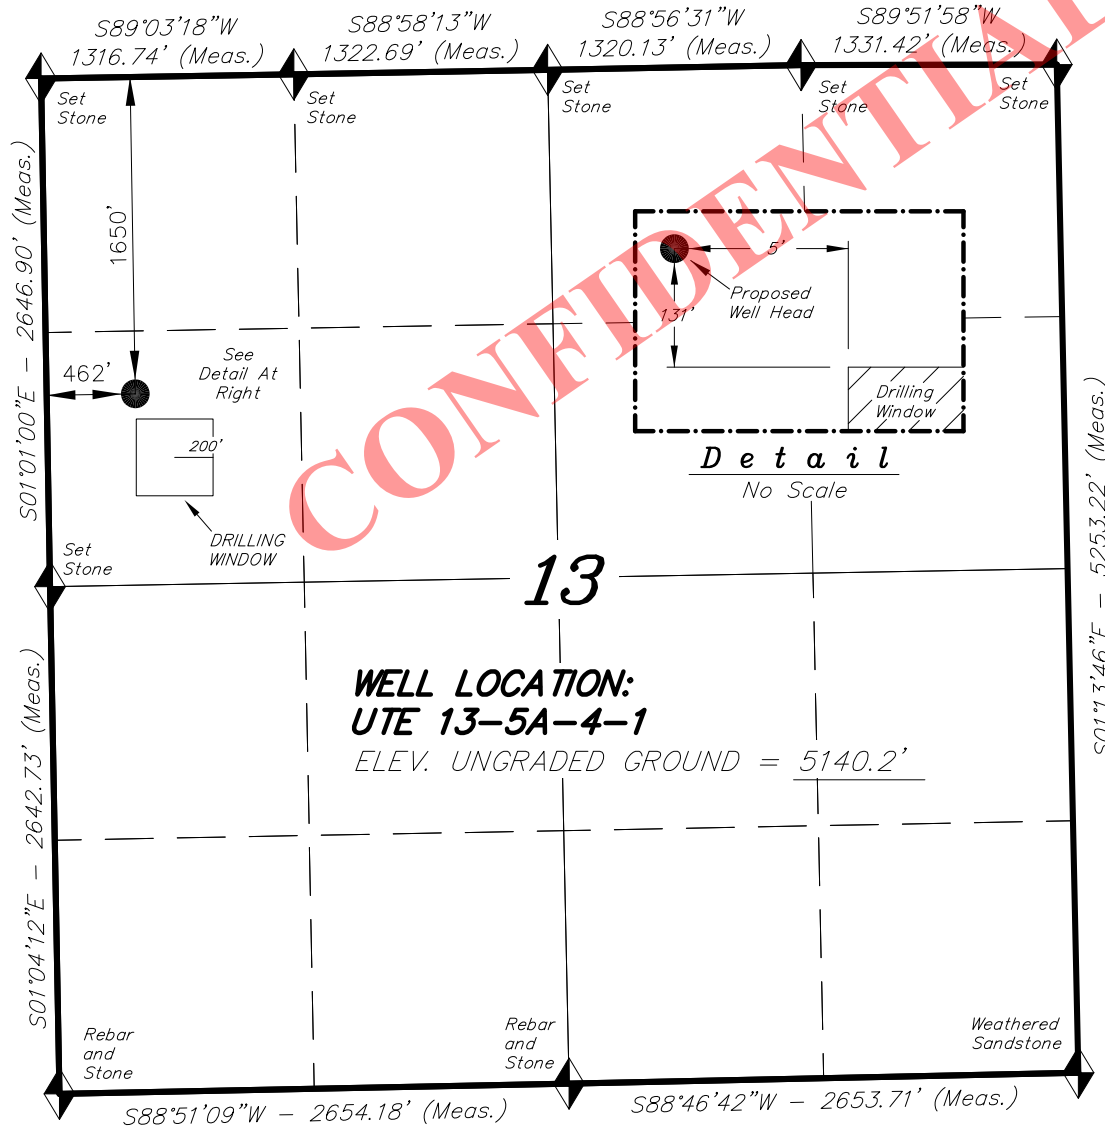 S89°03'18"W
1316.74' (Meas.)
S88°58'13"W
1322.69' (Meas.)
S88°56'31"W
1320.13' (Meas.)
S89°51'58"W
1331.42' (Meas.)
Set
Stone
Set
Stone
Set
Stone
Set
Stone
Set
Stone
CONFIDENTIAL
S01°01'00"E - 2646.90' (Meas.)
1650'
462'
See
Detail At
Right
200'
DRILLING
WINDOW
5'
131'
Proposed
Well Head
Drilling
Window
Detail
No Scale
S01°13'46"E - 5253.22' (Meas.)
Set
Stone
13
WELL LOCATION:
UTE 13-5A-4-1
ELEV. UNGRADED GROUND = 5140.2'
S01°04'12"E - 2642.73' (Meas.)
Rebar
and
Stone
Rebar
and
Stone
Weathered
Sandstone
S88°51'09"W - 2654.18' (Meas.)
S88°46'42"W - 2653.71' (Meas.)